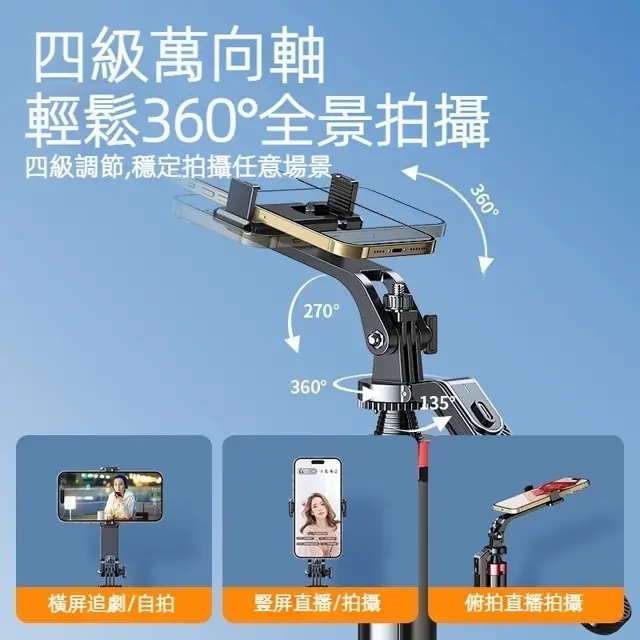 四級萬向軸
輕鬆360°全景拍攝
四級調節,穩定拍攝任意場景
360°
270°
360°
135°
橫屏追劇/自拍
豎屏直播/拍攝
俯拍直播拍攝